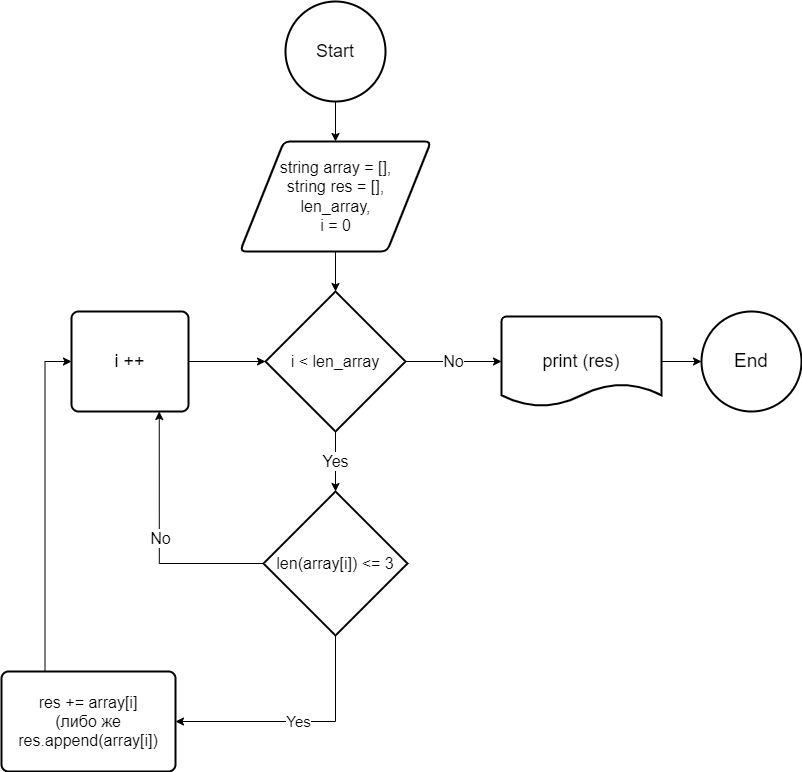 Start
string array = [],
string res = [],
len_array,
i = 0
i ++
i < len_array
No
print (res)
End
Yes
No
len(array[i]) <= 3
Yes
res += array[i]
(либо же
res.append(array[i])